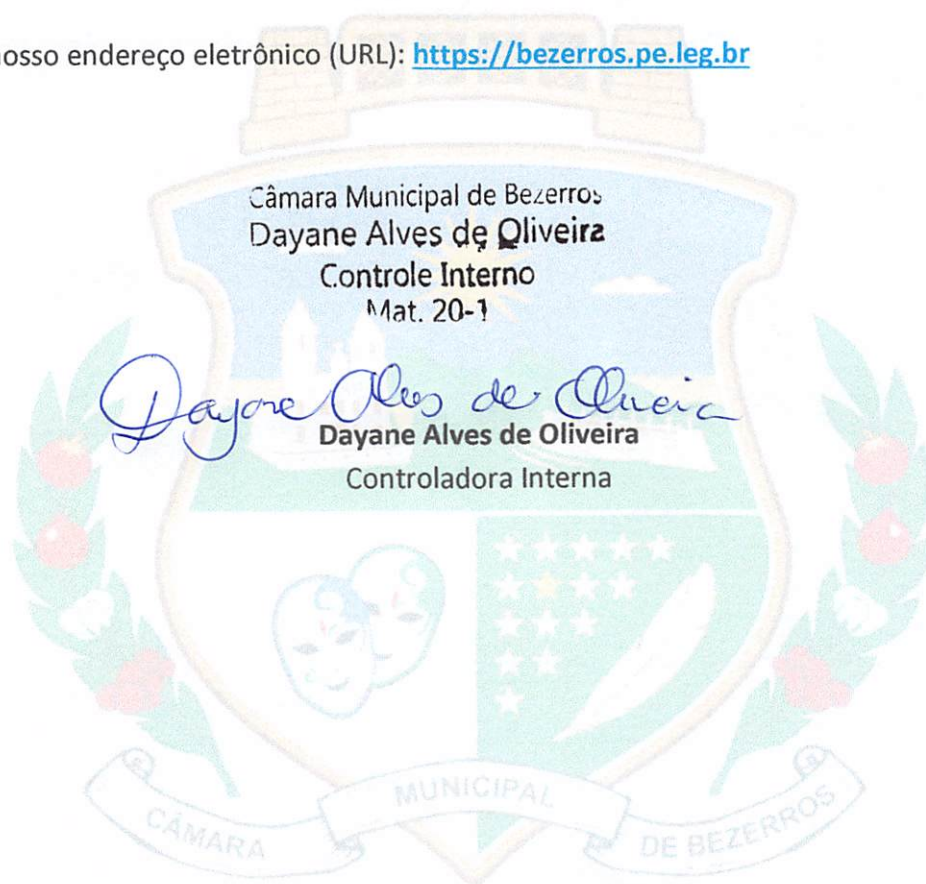 nosso endereço eletrônico (URL): https://bezerros.pe.leg.br
Câmara Municipal de Bezerros
Dayane Alves de Oliveira
Controle Interno
Mat. 20-1
Dayane Alves de Oliveira
Dayane Alves de Oliveira
Controladora Interna
CÂMARA MUNICIPAL DE BEZERROS